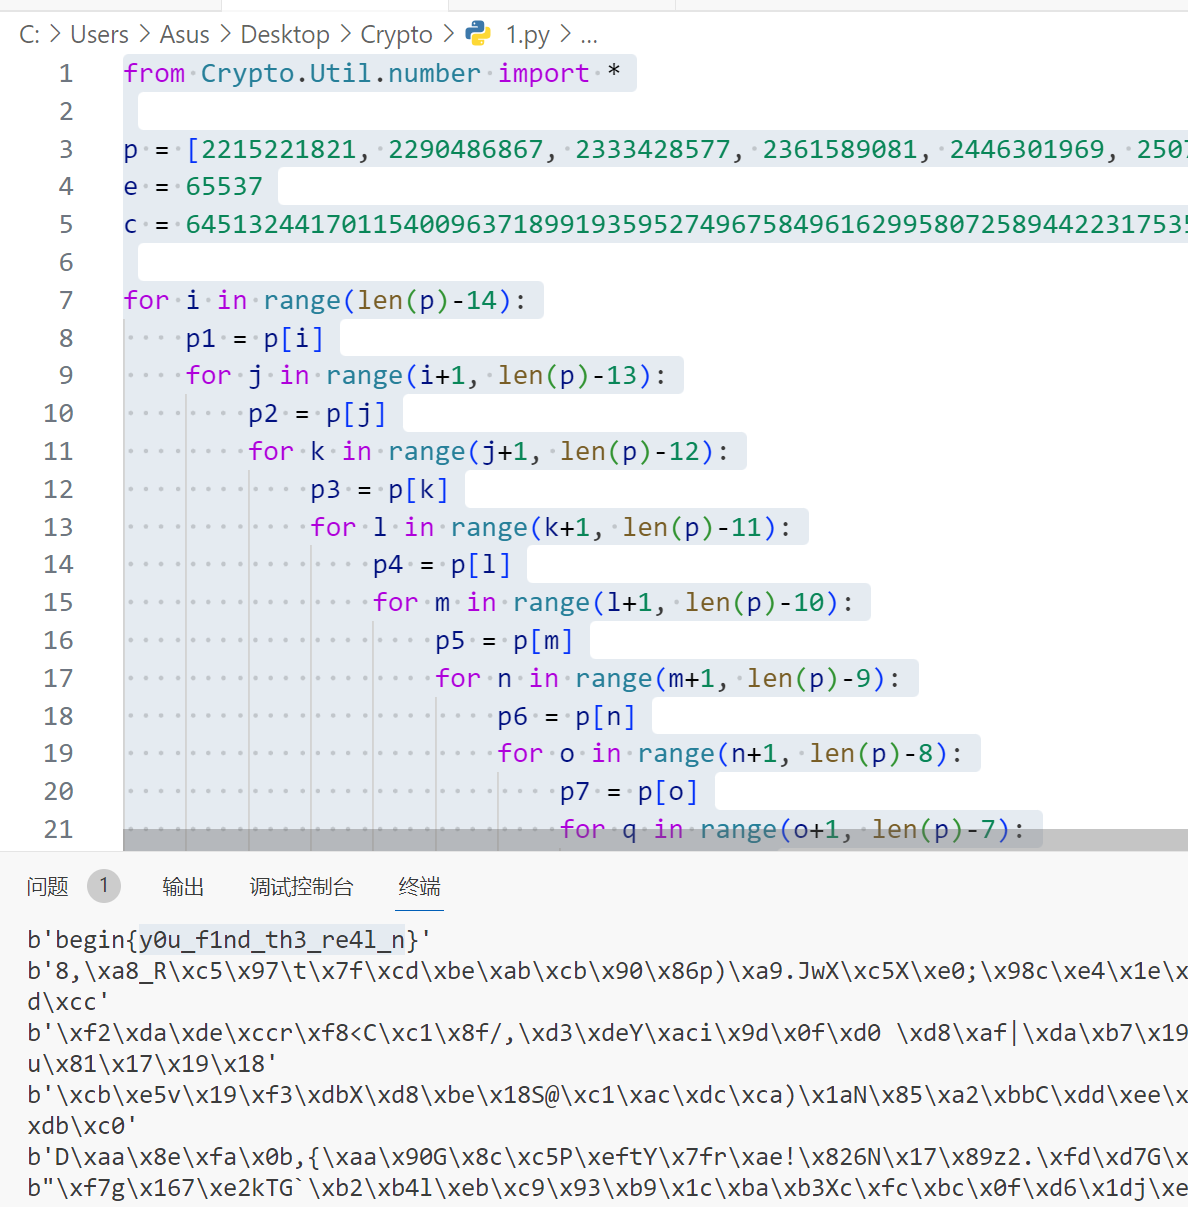 C: > Users > Asus > Desktop > Crypto > 1.py > ...
1 from Crypto.Util.number import *
2
3 p = [2215221821, 2290486867, 2333428577, 2361589081, 2446301969, 2507
4 e = 65537
5 c = 64513244170115400963718991935952749675849616299580725894422317535
6
7 for i in range(len(p)-14):
8 p1 = p[i]
9 for j in range(i+1, len(p)-13):
10 p2 = p[j]
11 for k in range(j+1, len(p)-12):
12 p3 = p[k]
13 for l in range(k+1, len(p)-11):
14 p4 = p[l]
15 for m in range(l+1, len(p)-10):
16 p5 = p[m]
17 for n in range(m+1, len(p)-9):
18 p6 = p[n]
19 for o in range(n+1, len(p)-8):
20 p7 = p[o]
21 for q in range(o+1, len(p)-7):
问题 1 输出 调试控制台 终端
b'begin{y0u_f1nd_th3_re4l_n}'
b'8,\xa8_R\xc5\x97\t\x7f\xcd\xbe\xab\xcb\x90\x86p)\xa9.JwX\xc5X\xe0;\x98c\xe4\x1e\x
d\xcc'
b'\xf2\xda\xde\xccr\xf8<C\xc1\x8f/,\xd3\xdeY\xaci\x9d\x0f\xd0 \xd8\xaf|\xda\xb7\x19
u\x81\x17\x19\x18'
b'\xcb\xe5v\x19\xf3\xdbX\xd8\xbe\x18S@\xc1\xac\xdc\xca)\x1aN\x85\xa2\xbbC\xdd\xee\x
xdb\xc0'
b'D\xaa\x8e\xfa\x0b,{\xaa\x90G\x8c\xc5P\xeftY\x7fr\xae!\x826N\x17\x89z2.\xfd\xd7G\x
b"\xf7g\x167\xe2kTG`\xb2\xb4l\xeb\xc9\x93\xb9\x1c\xba\xb3Xc\xfc\xbc\x0f\xd6\x1dj\xe